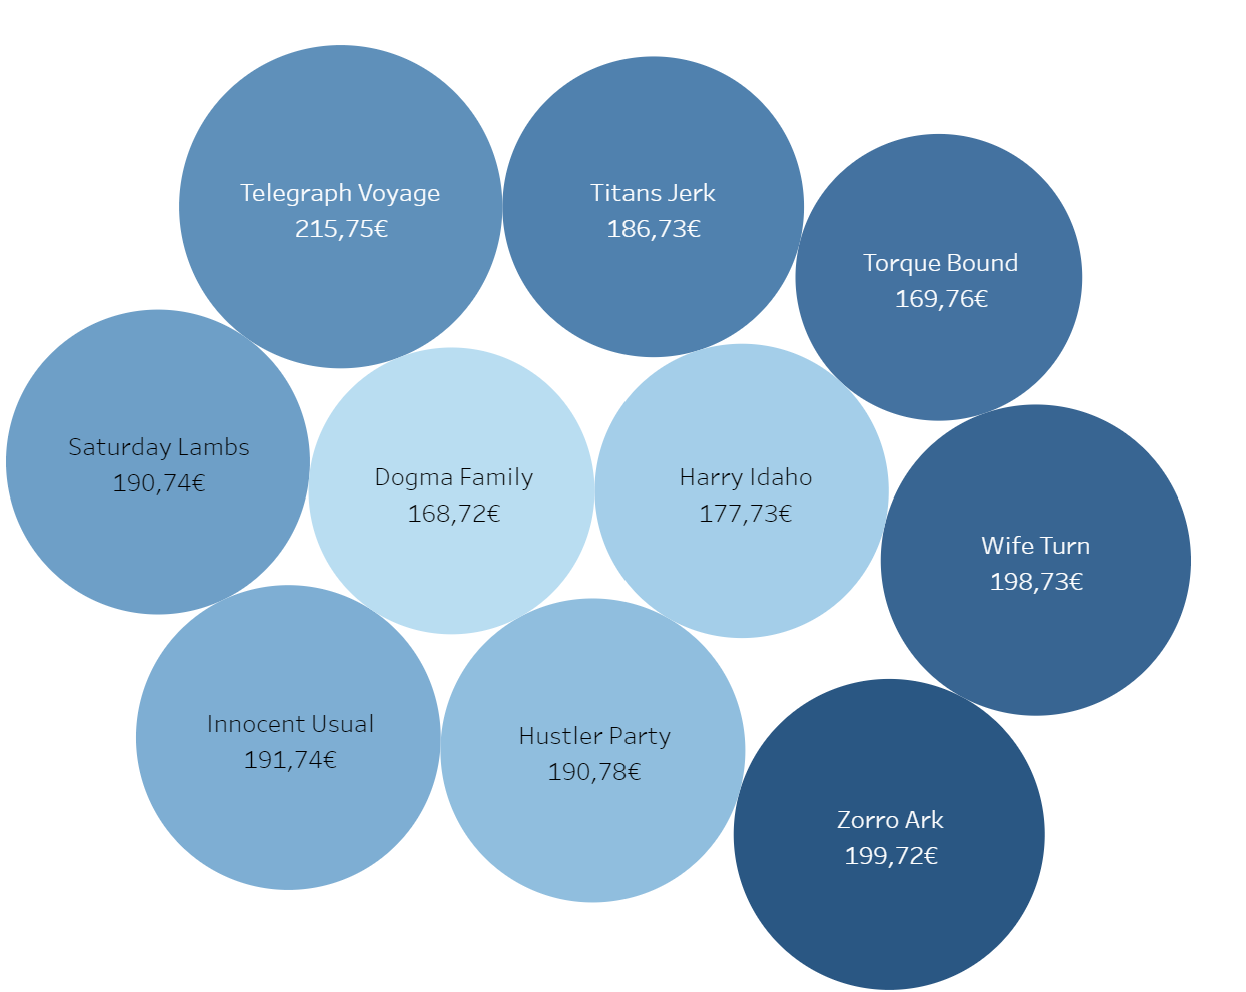 Telegraph Voyage
215,75€
Titans Jerk
186,73€
Torque Bound
169,76€
Saturday Lambs
190,74€
Dogma Family
168,72€
Harry Idaho
177,73€
Wife Turn
198,73€
Innocent Usual
191,74€
Hustler Party
190,78€
Zorro Ark
199,72€